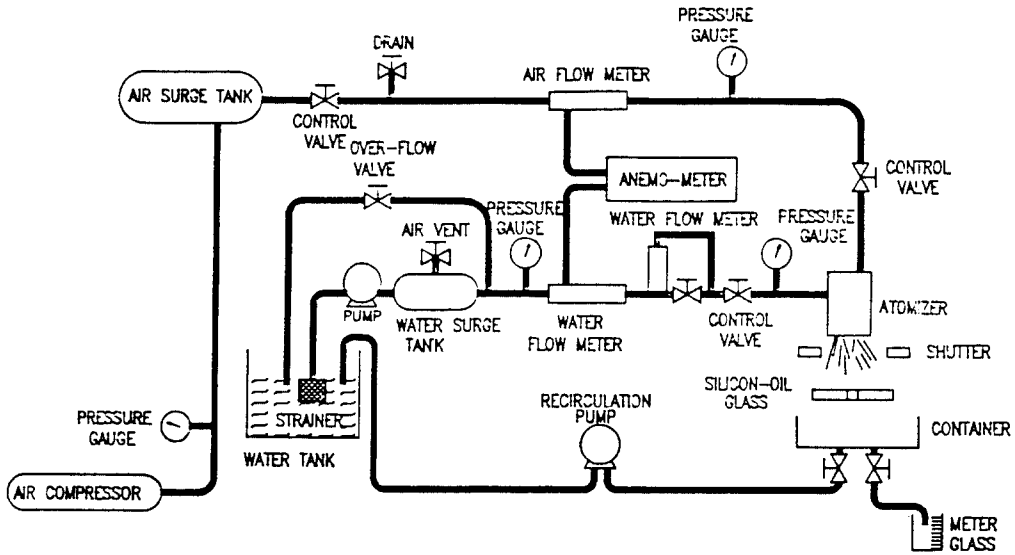 PRESSURE
GAUGE
DRAIN
AIR FLOW METER
AIR SURGE TANK
CONTROL
VALVE
OVER-FLOW
VALVE
CONTROL
VALVE
ANEMO-METER
PRESSURE
GAUGE
WATER FLOW METER
PRESSURE
GAUGE
AIR VENT
PUMP
WATER SURGE
TANK
WATER
FLOW METER
CONTROL
VALVE
ATOMIZER
SHUTTER
SILICON-OIL
GLASS
STRAINER
RECIRCULATION
PUMP
CONTAINER
PRESSURE
GAUGE
WATER TANK
AIR COMPRESSOR
METER
GLASS